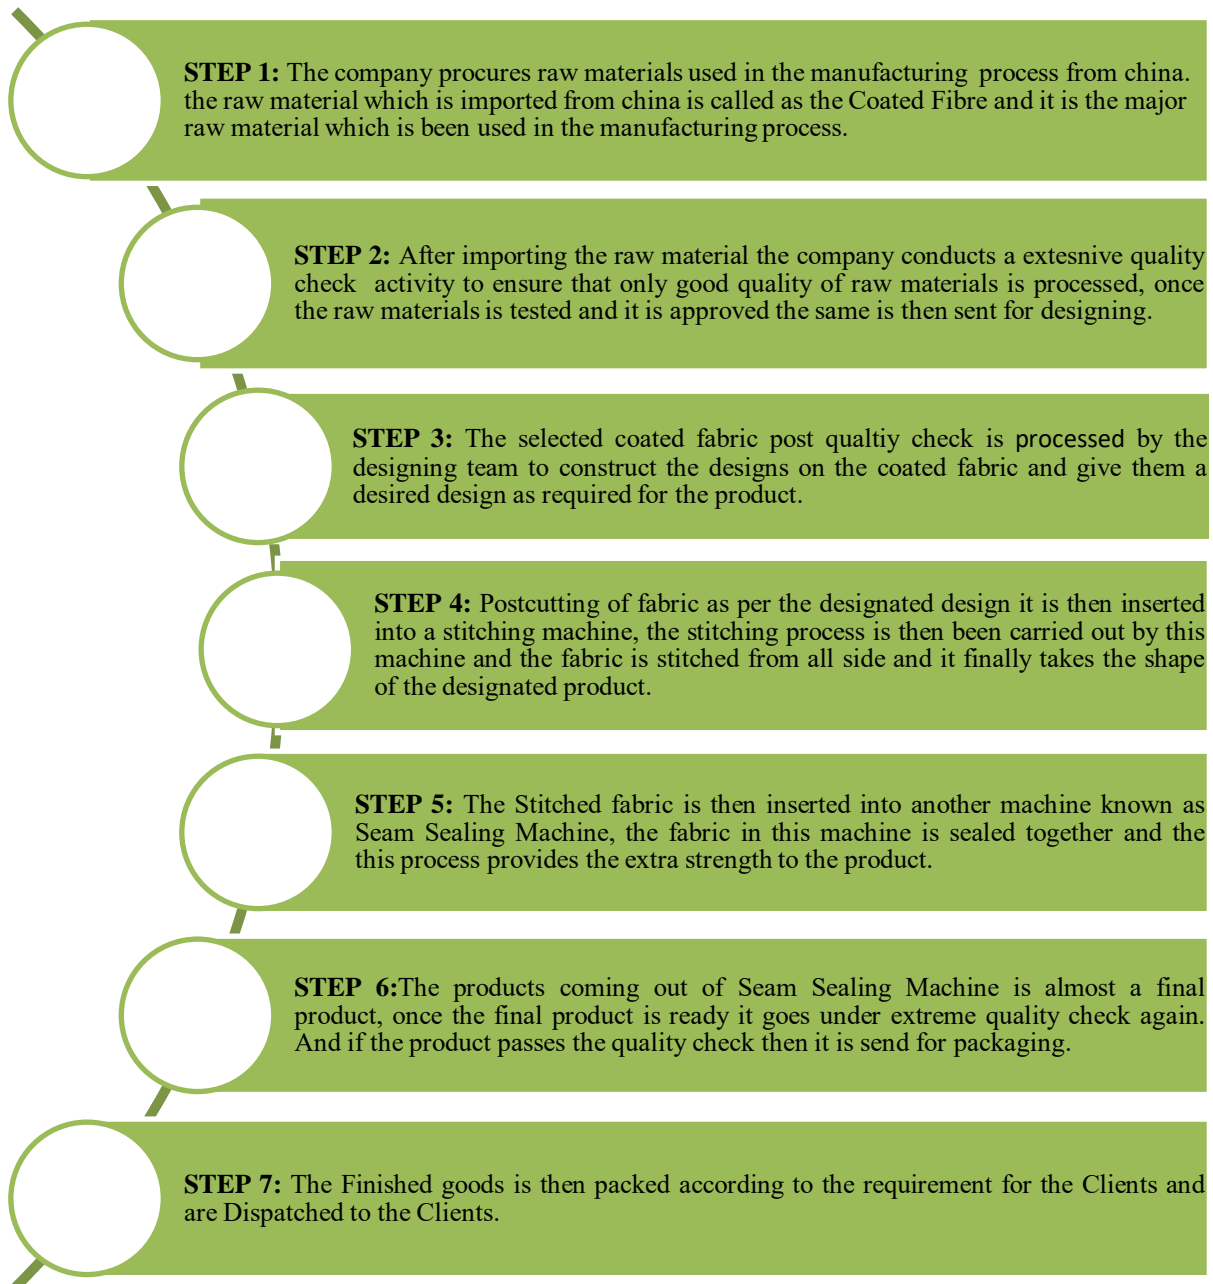 STEP 1: The company procures raw materials used in the manufacturing process from china.
the raw material which is imported from china is called as the Coated Fibre and it is the major
raw material which is been used in the manufacturing process.
STEP 2: After importing the raw material the company conducts a extesnive quality
check activity to ensure that only good quality of raw materials is processed, once
the raw materials is tested and it is approved the same is then sent for designing.
STEP 3: The selected coated fabric post qualtiy check is processed by the
designing team to construct the designs on the coated fabric and give them a
desired design as required for the product.
STEP 4: Postcutting of fabric as per the designated design it is then inserted
into a stitching machine, the stitching process is then been carried out by this
machine and the fabric is stitched from all side and it finally takes the shape
of the designated product.
STEP 5: The Stitched fabric is then inserted into another machine known as
Seam Sealing Machine, the fabric in this machine is sealed together and the
this process provides the extra strength to the product.
STEP 6:The products coming out of Seam Sealing Machine is almost a final
product, once the final product is ready it goes under extreme quality check again.
And if the product passes the quality check then it is send for packaging.
STEP 7: The Finished goods is then packed according to the requirement for the Clients and
are Dispatched to the Clients.